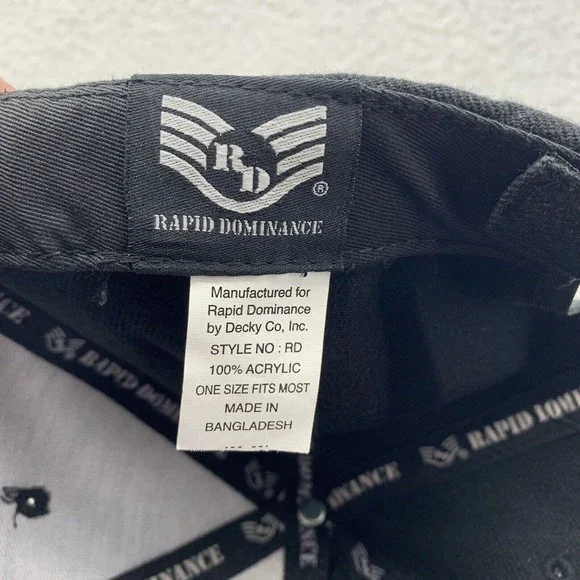 RD
®
RAPID DOMINANCE
Manufactured for
Rapid Dominance
by Decky Co, Inc.
STYLE NO : RD
100% ACRYLIC
ONE SIZE FITS MOST
MADE IN
BANGLADESH
RAPID DOMINANCE
RAPID DOMINANCE
DOMINANCE
RAPID DOMINANCE